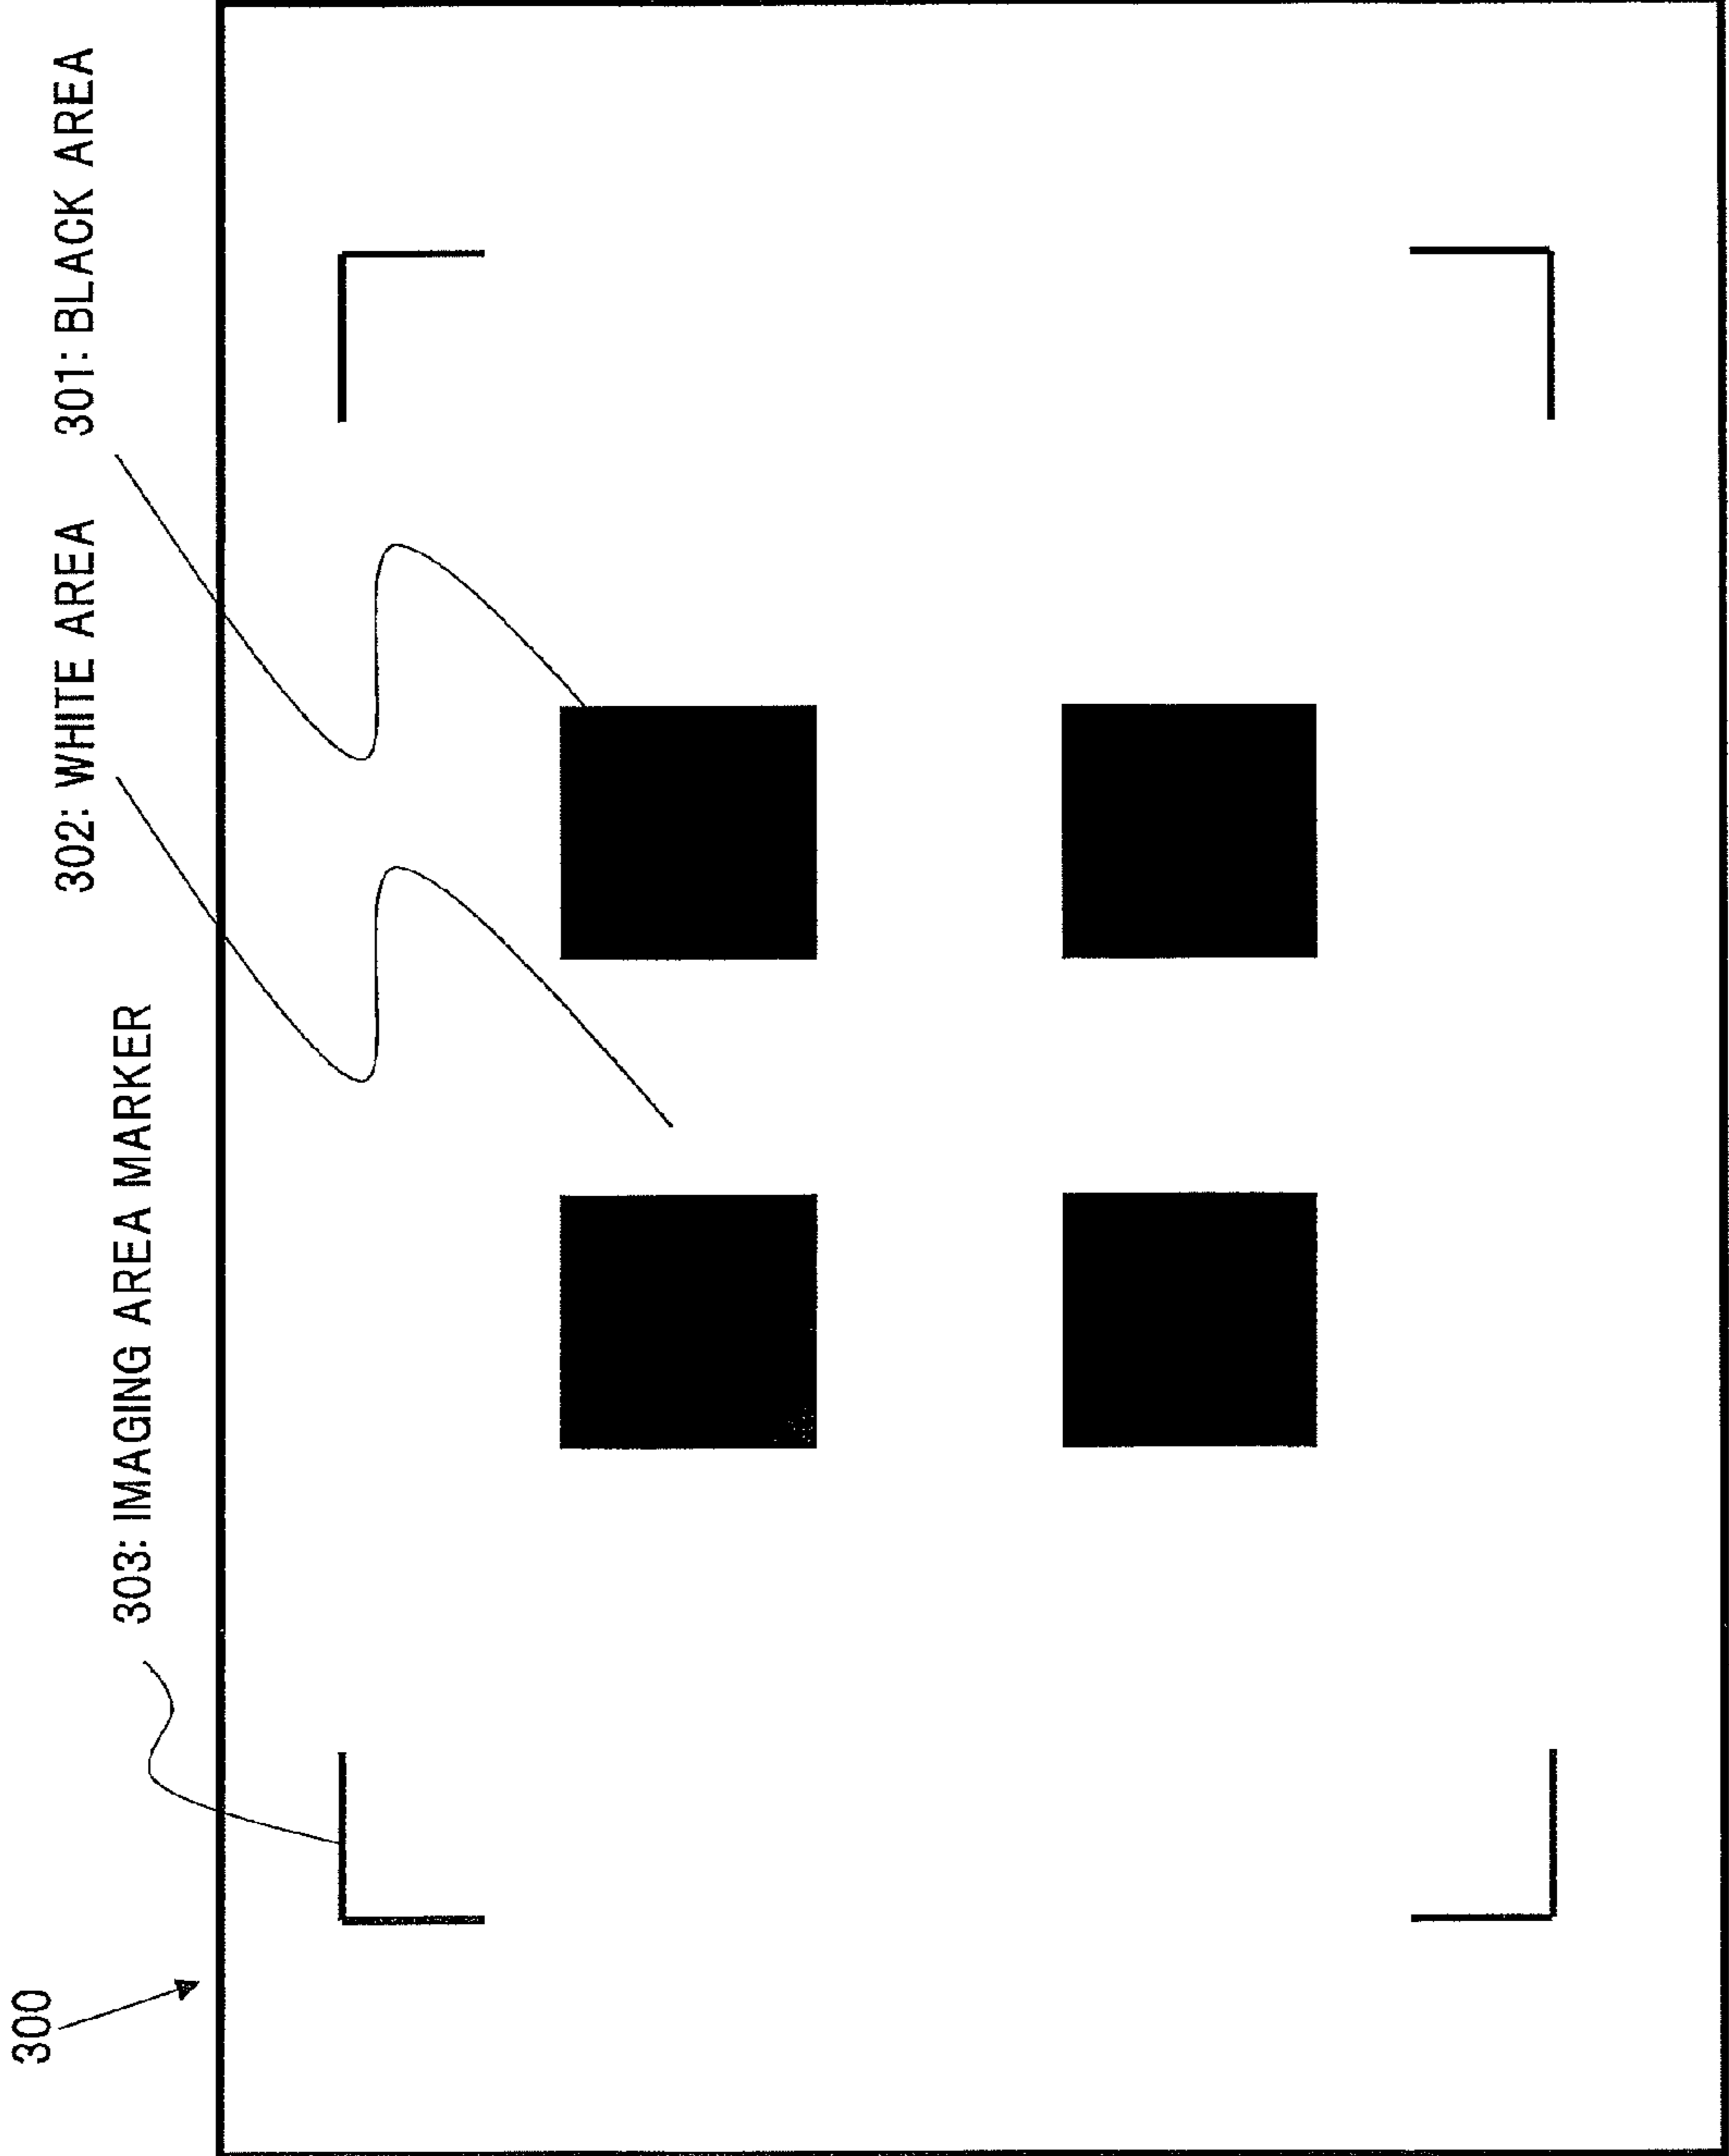 300
303: IMAGING AREA MARKER
302: WHITE AREA
301: BLACK AREA